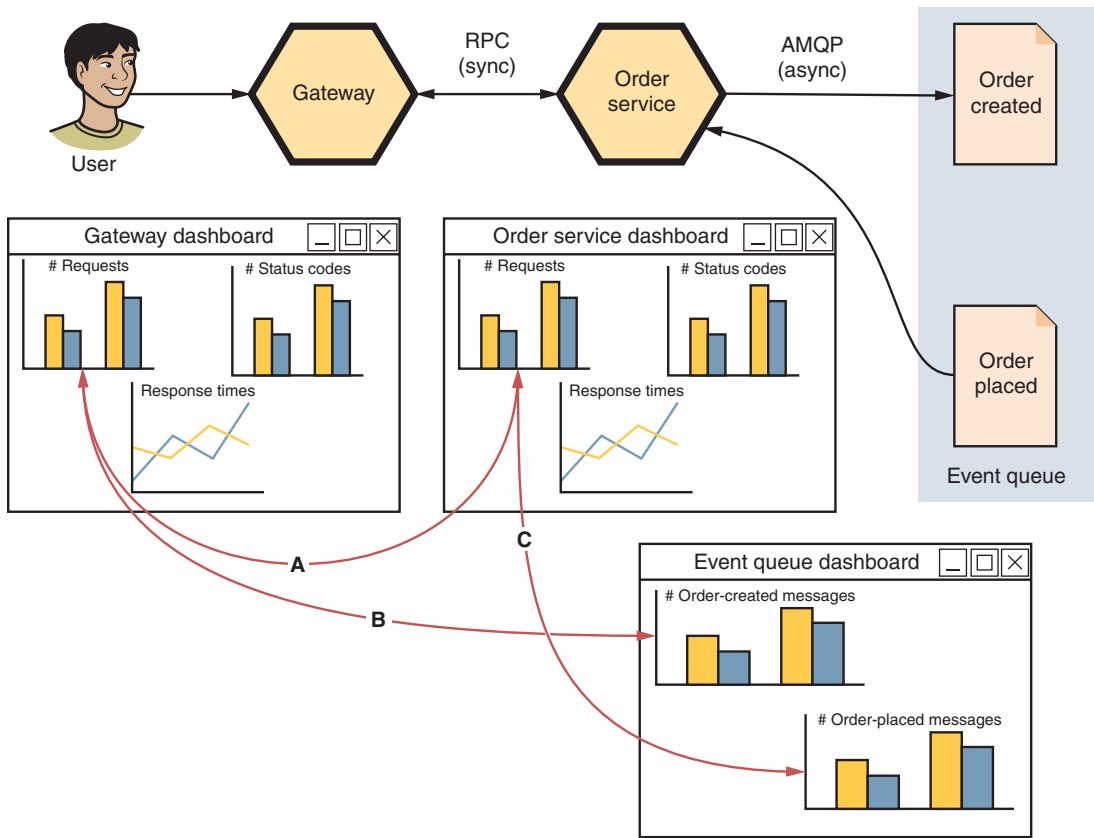 User
Gateway
RPC
(sync)
Order
service
AMQP
(async)
Order
created
Order
placed
Event queue
Gateway dashboard
# Requests
# Status codes
Response times
Order service dashboard
# Requests
# Status codes
Response times
A
B
C
Event queue dashboard
# Order-created messages
# Order-placed messages